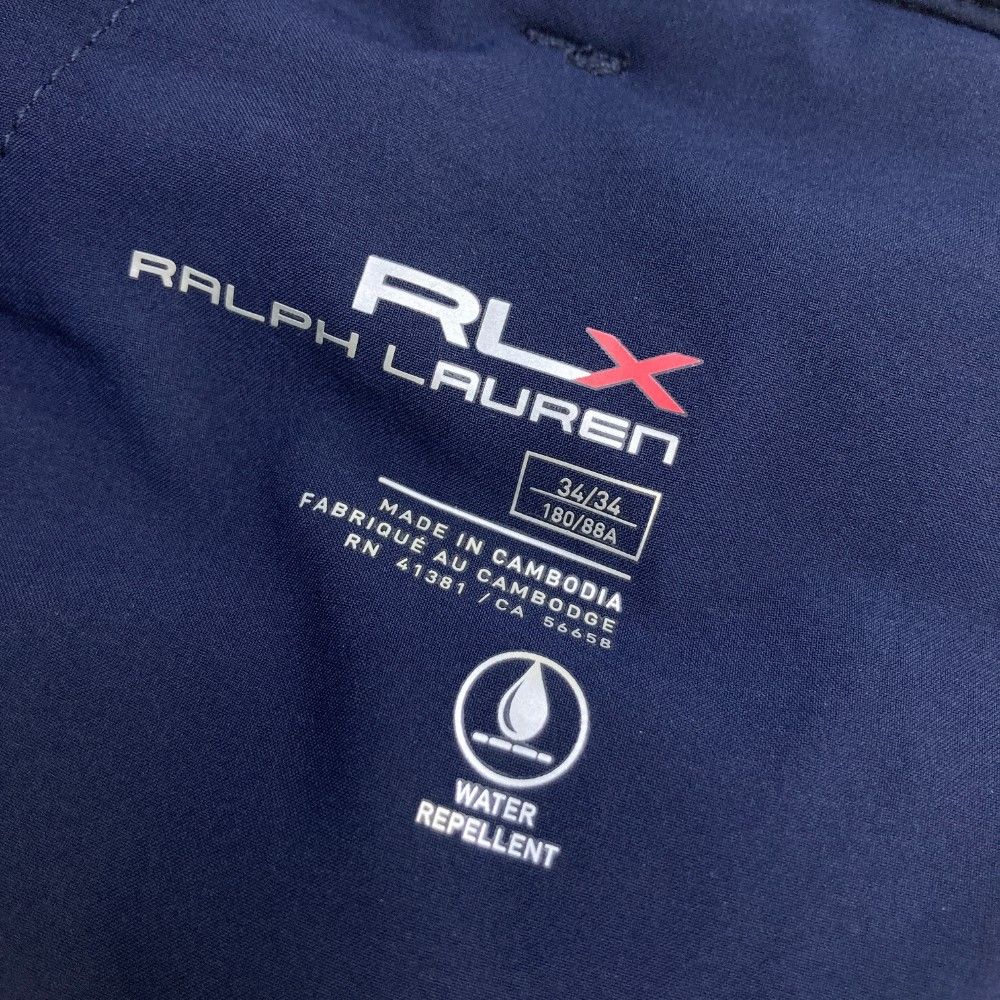 RLX
RALPH LAUREN
34/34
180/88A
MADE IN CAMBODIA
FABRIQUÉ AU CAMBODGE
RN 41381 /CA 56658
WATER
REPELLENT